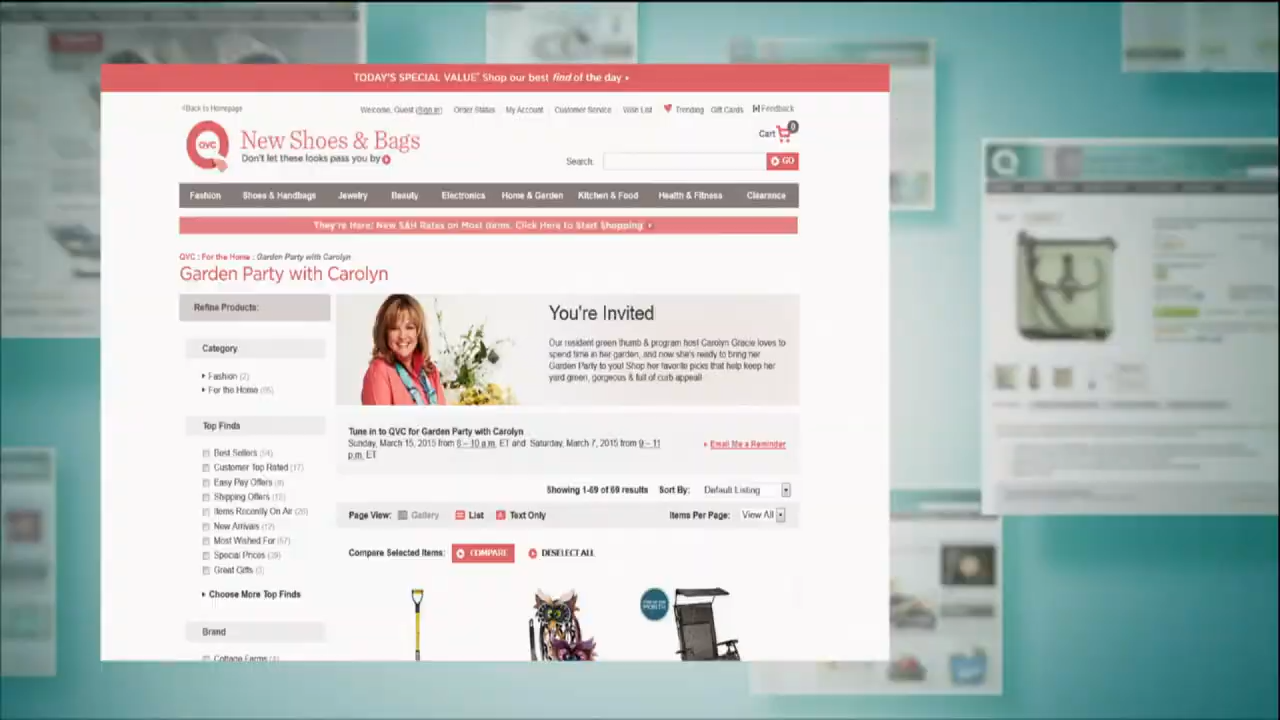 TODAY'S SPECIAL VALUE® Shop our best find of the day ▸
<Back to Homepage
Welcome, Guest (Sign In) Order Status My Account Customer Service Wish List Trending Gift Cards [+] Feedback
Cart 0
QVC New Shoes & Bags
Don't let these looks pass you by
Search: GO
Fashion Shoes & Handbags Jewelry Beauty Electronics Home & Garden Kitchen & Food Health & Fitness Clearance
They're Here! New S&H Rates on Most Items. Click Here to Start Shopping
QVC : For the Home : Garden Party with Carolyn
Garden Party with Carolyn
Refine Products:
Category
Fashion (2)
For the Home
Top Finds
Best Sellers (54)
Customer Top Rated (17)
Easy Pay Offers
Shipping Offers
Items Recently On Air
New Arrivals (12)
Most Wished For (57)
Special Prices
Great Gifts
Choose More Top Finds
Brand
Cottage Farms
You're Invited
Our resident green thumb & program host Carolyn Gracie loves to
spend time in her garden, and now she's ready to bring her
Garden Party to you! Shop her favorite picks that help keep her
yard green, gorgeous & full of curb appeal!
Tune in to QVC for Garden Party with Carolyn
Sunday, March 15, 2015 from 6 – 10 a.m. ET and Saturday, March 7, 2015 from 9 – 11
p.m. ET
Email Me a Reminder
Showing 1-69 of 69 results Sort By: Default Listing
Page View: Gallery List Text Only Items Per Page: View All
Compare Selected Items: COMPARE DESELECT ALL
MONTH